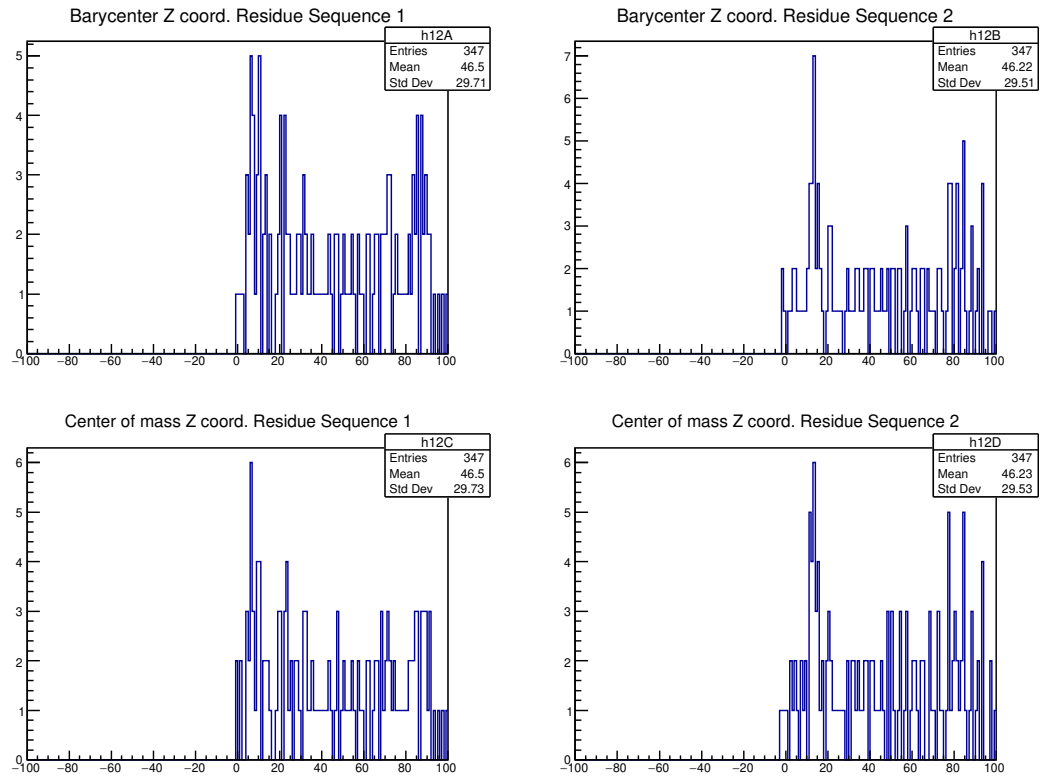 Barycenter Z coord. Residue Sequence 1
h12A
Entries 347
Mean 46.5
Std Dev 29.71
5
4
3
2
1
0
−100 −80 −60 −40 −20 0 20 40 60 80 100
Barycenter Z coord. Residue Sequence 2
h12B
Entries 347
Mean 46.22
Std Dev 29.51
7
6
5
4
3
2
1
0
−100 −80 −60 −40 −20 0 20 40 60 80 100
Center of mass Z coord. Residue Sequence 1
h12C
Entries 347
Mean 46.5
Std Dev 29.73
6
5
4
3
2
1
0
−100 −80 −60 −40 −20 0 20 40 60 80 100
Center of mass Z coord. Residue Sequence 2
h12D
Entries 347
Mean 46.23
Std Dev 29.53
6
5
4
3
2
1
0
−100 −80 −60 −40 −20 0 20 40 60 80 100